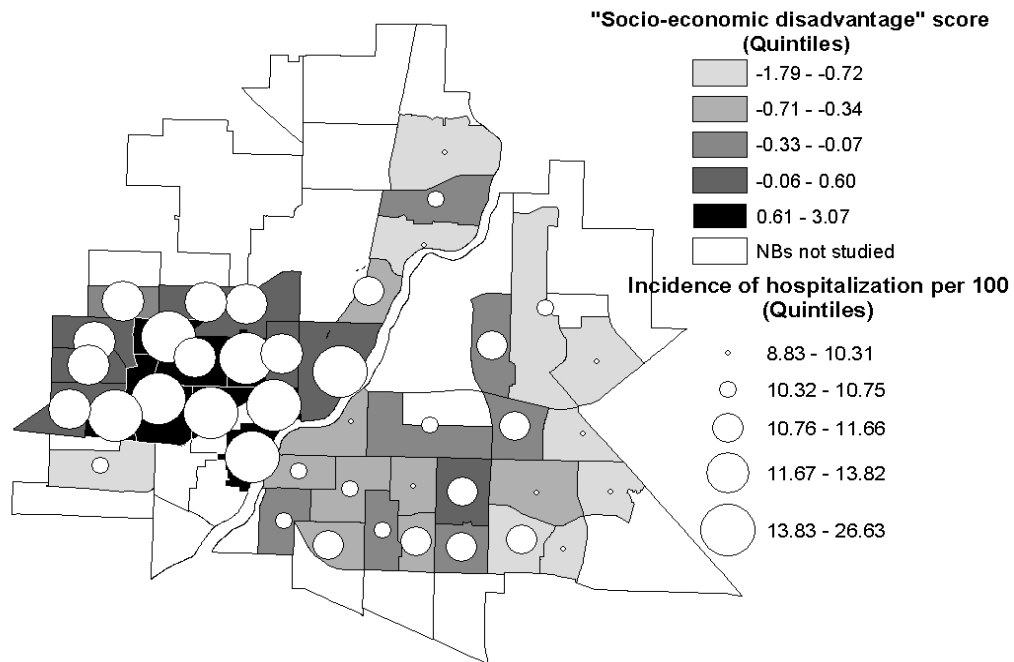 "Socio-economic disadvantage" score
(Quintiles)
-1.79 - -0.72
-0.71 - -0.34
-0.33 - -0.07
-0.06 - 0.60
0.61 - 3.07
NBs not studied
Incidence of hospitalization per 100
(Quintiles)
8.83 - 10.31
10.32 - 10.75
10.76 - 11.66
11.67 - 13.82
13.83 - 26.63